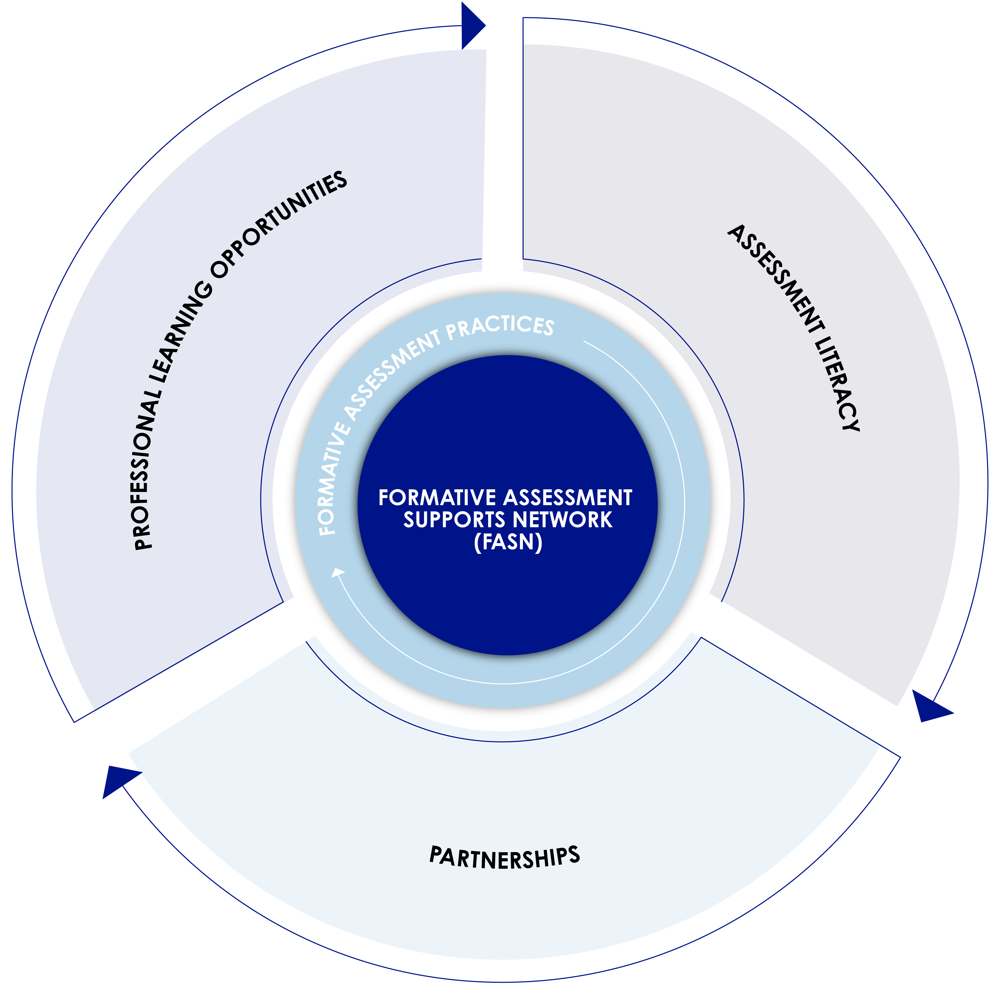 PROFESSIONAL LEARNING OPPORTUNITIES
ASSESSMENT LITERACY
FORMATIVE ASSESSMENT PRACTICES
FORMATIVE ASSESSMENT
SUPPORTS NETWORK
(FASN)
PARTNERSHIPS